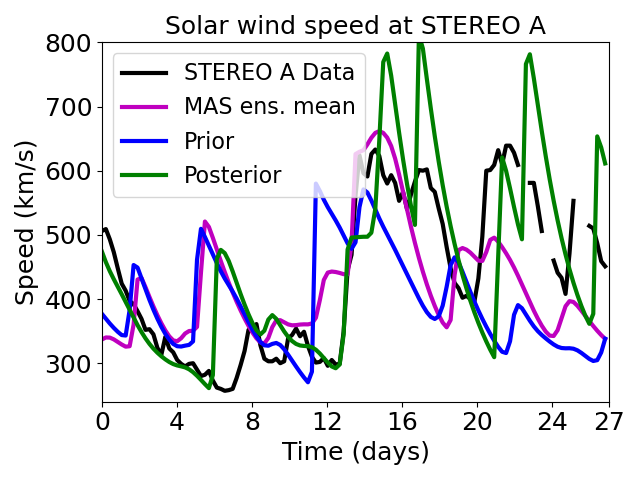 Solar wind speed at STEREO A
800
700
600
500
400
300
Speed (km/s)
STEREO A Data
MAS ens. mean
Prior
Posterior
0 4 8 12 16 20 24 27
Time (days)